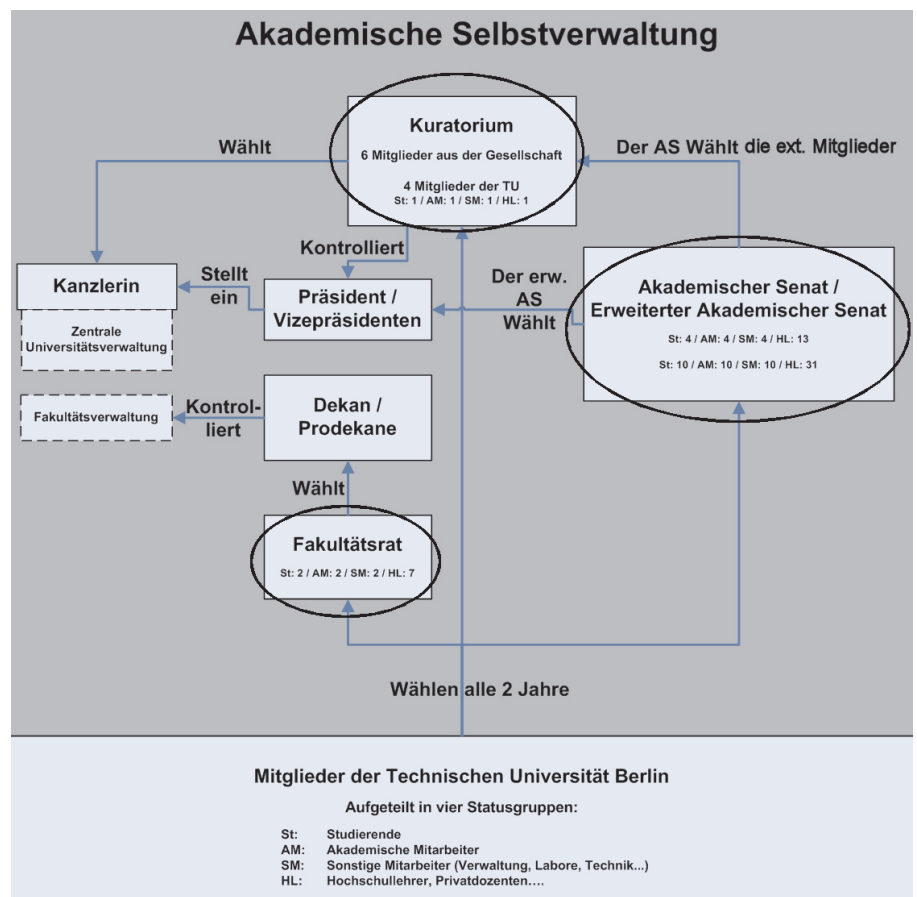 Akademische Selbstverwaltung
Kuratorium
6 Mitglieder aus der Gesellschaft
4 Mitglieder der TU
St: 1 / AM: 1 / SM: 1 / HL: 1
Wählt
Der AS Wählt die ext. Mitglieder
Kontrolliert
Kanzlerin
Zentrale
Universitätsverwaltung
Stellt
ein
Präsident /
Vizepräsidenten
Der erw.
AS
Wählt
Akademischer Senat /
Erweiterter Akademischer Senat
St: 4 / AM: 4 / SM: 4 / HL: 13
St: 10 / AM: 10 / SM: 10 / HL: 31
Fakultätsverwaltung
Kontrol-
liert
Dekan /
Prodekane
Wählt
Fakultätsrat
St: 2 / AM: 2 / SM: 2 / HL: 7
Wählen alle 2 Jahre
Mitglieder der Technischen Universität Berlin
Aufgeteilt in vier Statusgruppen:
St: Studierende
AM: Akademische Mitarbeiter
SM: Sonstige Mitarbeiter (Verwaltung, Labore, Technik...)
HL: Hochschullehrer, Privatdozenten....